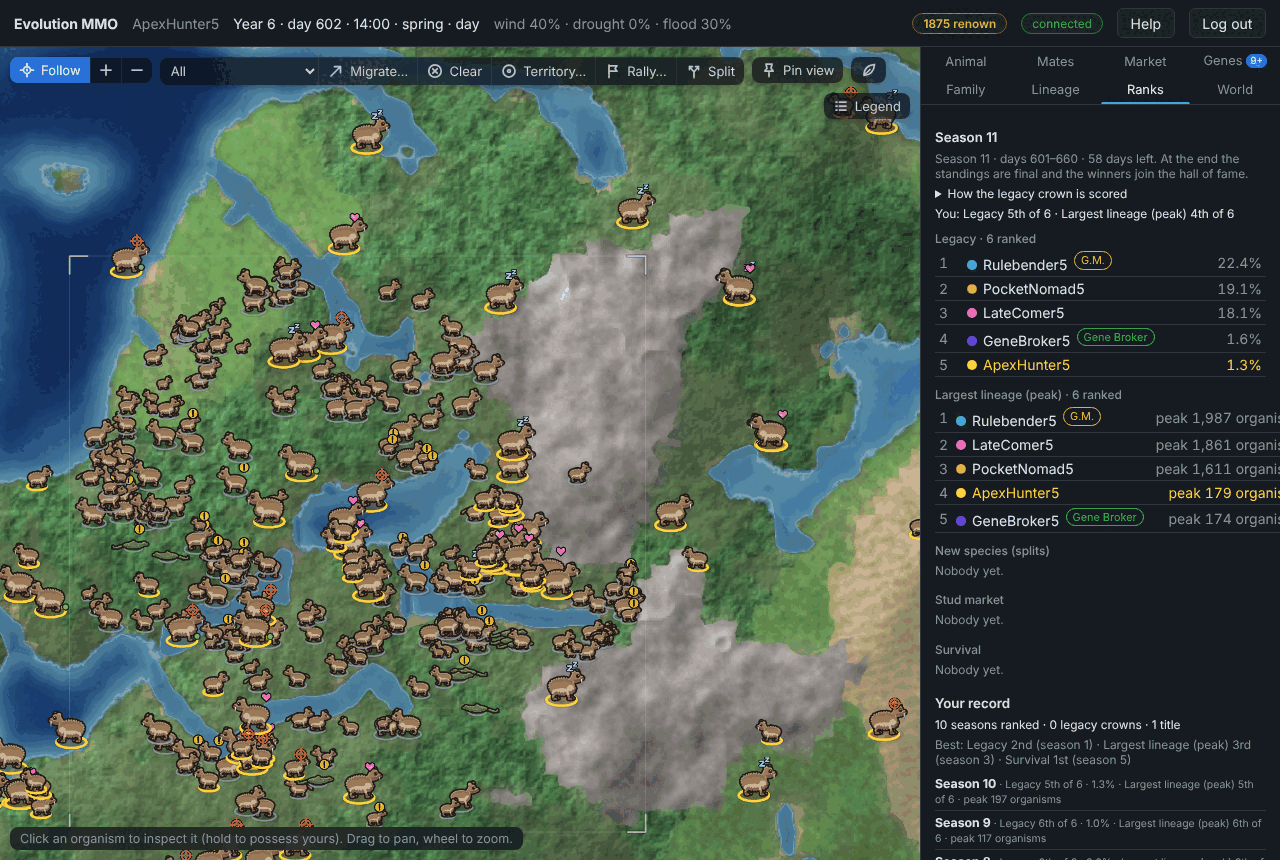 Evolution MMO ApexHunter5 Year 6 · day 602 · 14:00 · spring · day wind 40% · drought 0% · flood 30% 1875 renown connected Help Log out
Follow + − All Migrate... Clear Territory... Rally... Split Pin view
Legend
Animal Mates Market Genes 9+
Family Lineage Ranks World
Season 11
Season 11 · days 601–660 · 58 days left. At the end the
standings are final and the winners join the hall of fame.
How the legacy crown is scored
You: Legacy 5th of 6 · Largest lineage (peak) 4th of 6
Legacy · 6 ranked
1 Rulebender5 G.M. 22.4%
2 PocketNomad5 19.1%
3 LateComer5 18.1%
4 GeneBroker5 Gene Broker 1.6%
5 ApexHunter5 1.3%
Largest lineage (peak) · 6 ranked
1 Rulebender5 G.M. peak 1,987 organis
2 LateComer5 peak 1,861 organis
3 PocketNomad5 peak 1,611 organis
4 ApexHunter5 peak 179 organis
5 GeneBroker5 Gene Broker peak 174 organis
New species (splits)
Nobody yet.
Stud market
Nobody yet.
Survival
Nobody yet.
Your record
10 seasons ranked · 0 legacy crowns · 1 title
Best: Legacy 2nd (season 1) · Largest lineage (peak) 3rd
(season 3) · Survival 1st (season 5)
Season 10 · Legacy 5th of 6 · 1.3% · Largest lineage (peak) 5th
of 6 · peak 197 organisms
Season 9 · Legacy 6th of 6 · 1.0% · Largest lineage (peak) 6th of
6 · peak 117 organisms
Click an organism to inspect it (hold to possess yours). Drag to pan, wheel to zoom.